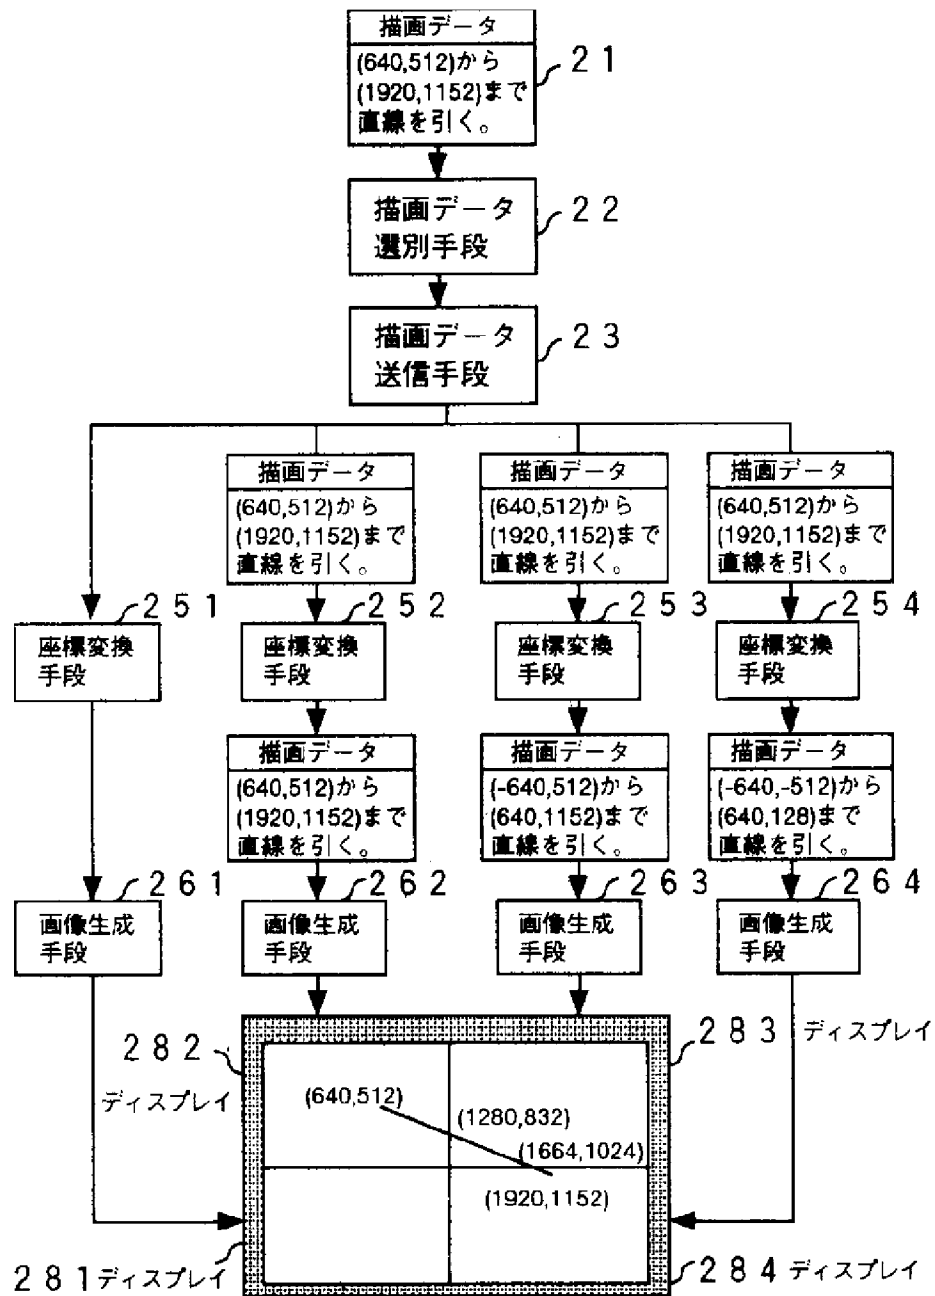 描画データ
(640,512)から
(1920,1152)まで
直線を引く。
21
描画データ
選別手段
22
描画データ
送信手段
23
描画データ
(640,512)から
(1920,1152)まで
直線を引く。
描画データ
(640,512)から
(1920,1152)まで
直線を引く。
描画データ
(640,512)から
(1920,1152)まで
直線を引く。
251
座標変換
手段
252
座標変換
手段
253
座標変換
手段
254
座標変換
手段
描画データ
(640,512)から
(1920,1152)まで
直線を引く。
描画データ
(-640,512)から
(640,1152)まで
直線を引く。
描画データ
(-640,-512)から
(640,128)まで
直線を引く。
261
画像生成
手段
262
画像生成
手段
263
画像生成
手段
264
画像生成
手段
282
ディスプレイ
283 ディスプレイ
(640,512)
(1280,832)
(1664,1024)
(1920,1152)
281 ディスプレイ
284 ディスプレイ